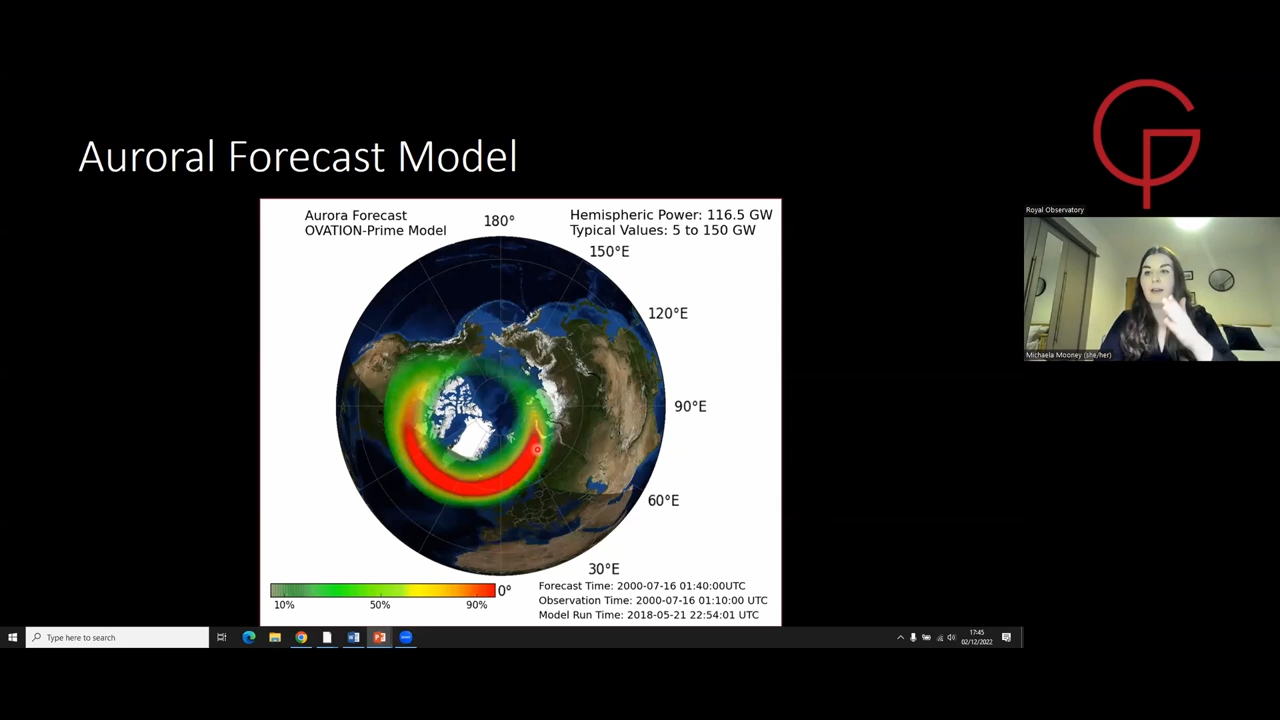 Auroral Forecast Model
Aurora Forecast
OVATION-Prime Model
Hemispheric Power: 116.5 GW
Typical Values: 5 to 150 GW
180°
150°E
120°E
90°E
60°E
30°E
0°
10%
50%
90%
Forecast Time: 2000-07-16 01:40:00UTC
Observation Time: 2000-07-16 01:10:00 UTC
Model Run Time: 2018-05-21 22:54:01 UTC
Royal Observatory
Michaela Mooney (she/her)
Type here to search
17:45
02/12/2022